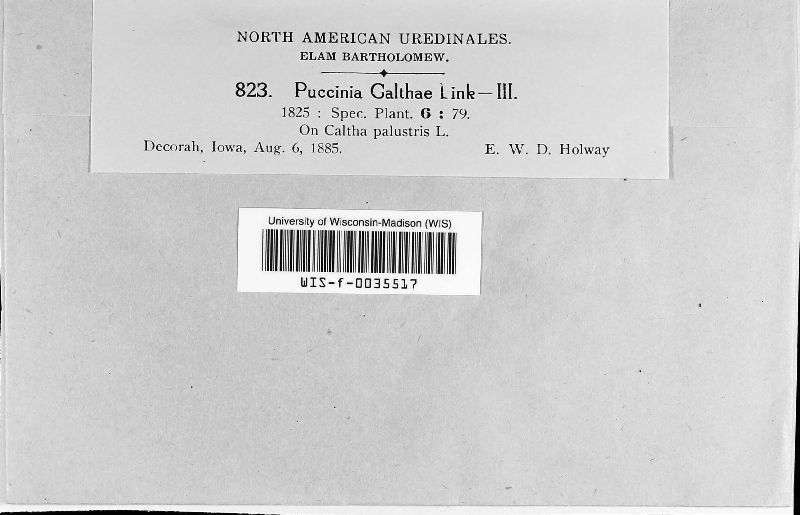 NORTH AMERICAN UREDINALES.
ELAM BARTHOLOMEW.
823. Puccinia Calthae Link—III.
1825 : Spec. Plant. 6 : 79.
On Caltha palustris L.
Decorah, Iowa, Aug. 6, 1885. E. W. D. Holway
University of Wisconsin-Madison (WIS)
WIS-f-0035517